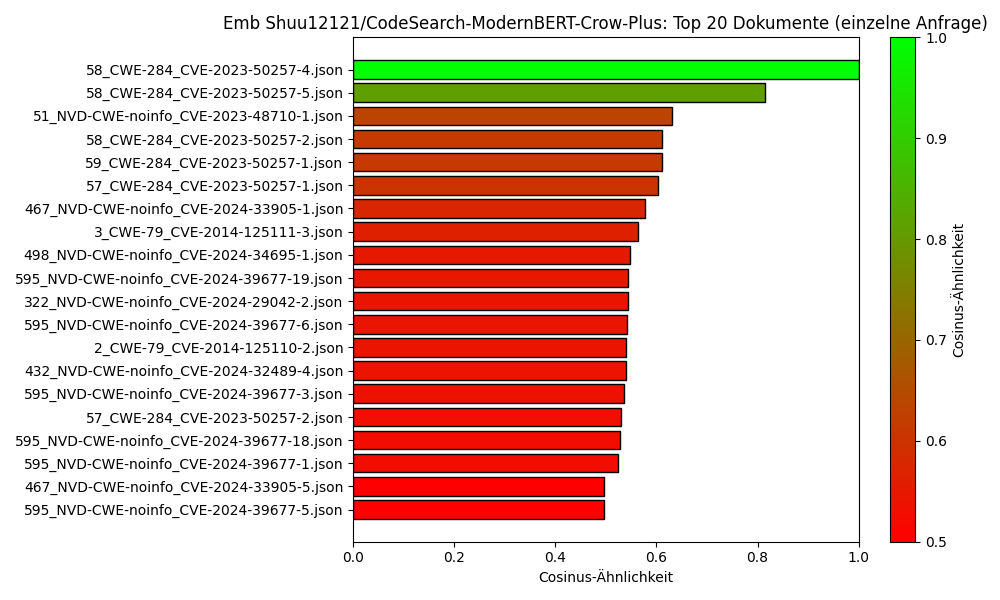 Emb Shuu12121/CodeSearch-ModernBERT-Crow-Plus: Top 20 Dokumente (einzelne Anfrage)
58_CWE-284_CVE-2023-50257-4.json
58_CWE-284_CVE-2023-50257-5.json
51_NVD-CWE-noinfo_CVE-2023-48710-1.json
58_CWE-284_CVE-2023-50257-2.json
59_CWE-284_CVE-2023-50257-1.json
57_CWE-284_CVE-2023-50257-1.json
467_NVD-CWE-noinfo_CVE-2024-33905-1.json
3_CWE-79_CVE-2014-125111-3.json
498_NVD-CWE-noinfo_CVE-2024-34695-1.json
595_NVD-CWE-noinfo_CVE-2024-39677-19.json
322_NVD-CWE-noinfo_CVE-2024-29042-2.json
595_NVD-CWE-noinfo_CVE-2024-39677-6.json
2_CWE-79_CVE-2014-125110-2.json
432_NVD-CWE-noinfo_CVE-2024-32489-4.json
595_NVD-CWE-noinfo_CVE-2024-39677-3.json
57_CWE-284_CVE-2023-50257-2.json
595_NVD-CWE-noinfo_CVE-2024-39677-18.json
595_NVD-CWE-noinfo_CVE-2024-39677-1.json
467_NVD-CWE-noinfo_CVE-2024-33905-5.json
595_NVD-CWE-noinfo_CVE-2024-39677-5.json
0.0 0.2 0.4 0.6 0.8 1.0
Cosinus-Ähnlichkeit
1.0
0.9
0.8
0.7
0.6
0.5
Cosinus-Ähnlichkeit